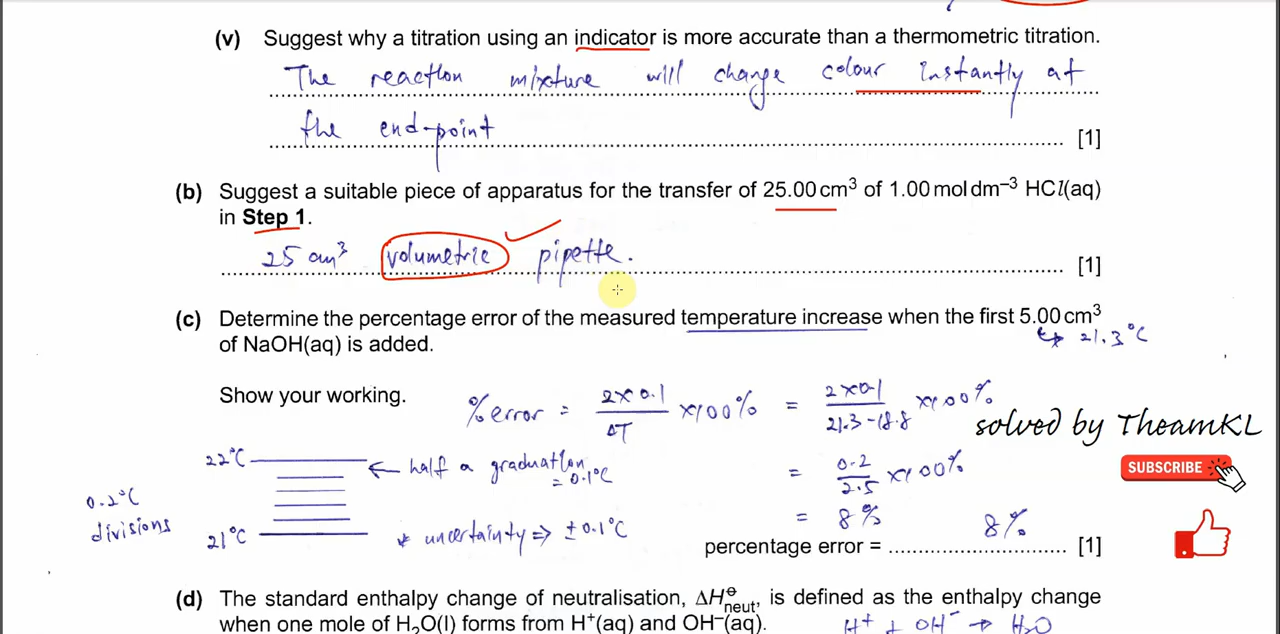 (v) Suggest why a titration using an indicator is more accurate than a thermometric titration.
The reaction mixture will change colour instantly at
the end-point
[1]
(b) Suggest a suitable piece of apparatus for the transfer of 25.00 cm³ of 1.00 mol dm⁻³ HCl(aq)
in Step 1.
25 cm³ volumetric pipette.
[1]
(c) Determine the percentage error of the measured temperature increase when the first 5.00 cm³
of NaOH(aq) is added.
↳ 21.3°C
Show your working.
% error = 2×0.1/ΔT ×100% = 2×0.1/21.3-18.8 ×100%
solved by TheamKL
22°C ← half a graduation = 0.1°C
= 0.2/2.5 ×100%
SUBSCRIBE
0.2°C
divisions
21°C
* uncertainty ⇒ ±0.1°C
= 8%
percentage error = 8% [1]
(d) The standard enthalpy change of neutralisation, ΔH⦵neut, is defined as the enthalpy change
when one mole of H₂O(l) forms from H⁺(aq) and OH⁻(aq).
H⁺ + OH⁻ → H₂O